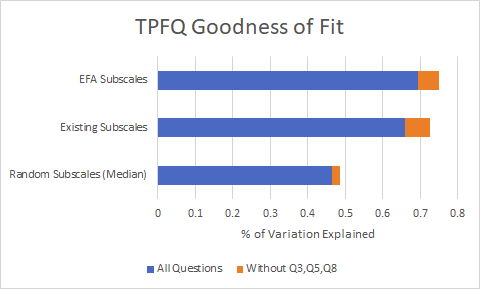 TPFQ Goodness of Fit
EFA Subscales
Existing Subscales
Random Subscales (Median)
0 0.1 0.2 0.3 0.4 0.5 0.6 0.7 0.8
% of Variation Explained
All Questions Without Q3,Q5,Q8